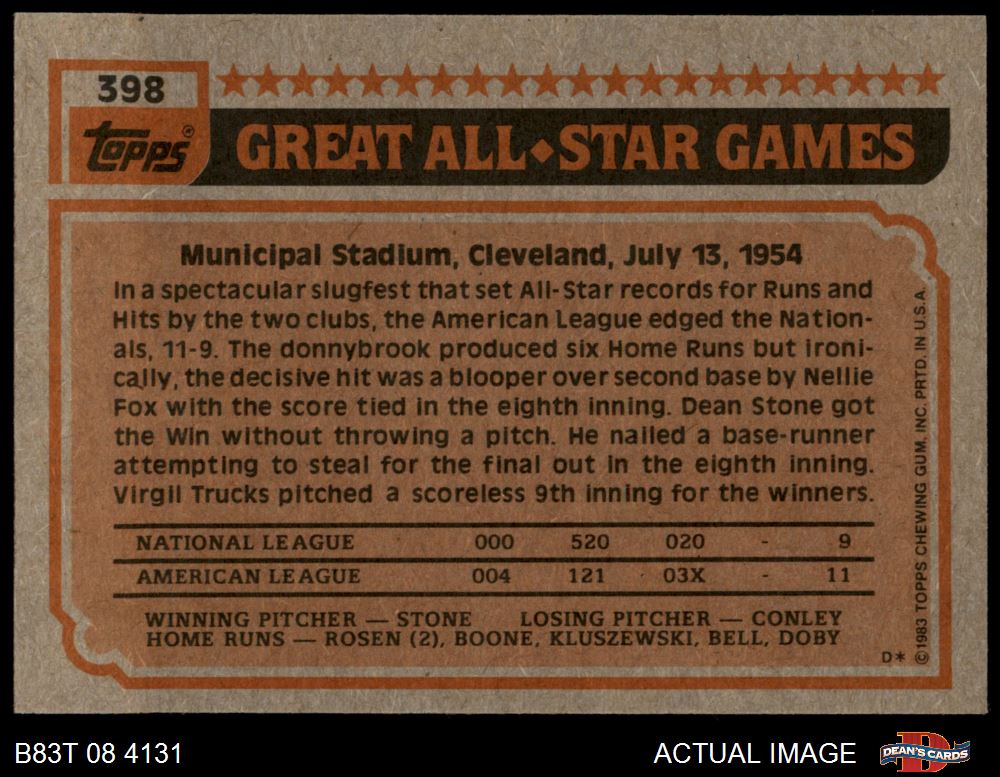 398
Topps®
GREAT ALL◆STAR GAMES
Municipal Stadium, Cleveland, July 13, 1954
In a spectacular slugfest that set All-Star records for Runs and
Hits by the two clubs, the American League edged the Nation-
als, 11-9. The donnybrook produced six Home Runs but ironi-
cally, the decisive hit was a blooper over second base by Nellie
Fox with the score tied in the eighth inning. Dean Stone got
the Win without throwing a pitch. He nailed a base-runner
attempting to steal for the final out in the eighth inning.
Virgil Trucks pitched a scoreless 9th inning for the winners.
NATIONAL LEAGUE 000 520 020 - 9
AMERICAN LEAGUE 004 121 03X - 11
WINNING PITCHER — STONE LOSING PITCHER — CONLEY
HOME RUNS — ROSEN (2), BOONE, KLUSZEWSKI, BELL, DOBY
D*
©1983 TOPPS CHEWING GUM, INC. PRTD. IN U.S.A.
B83T 08 4131
ACTUAL IMAGE
DEAN'S CARDS